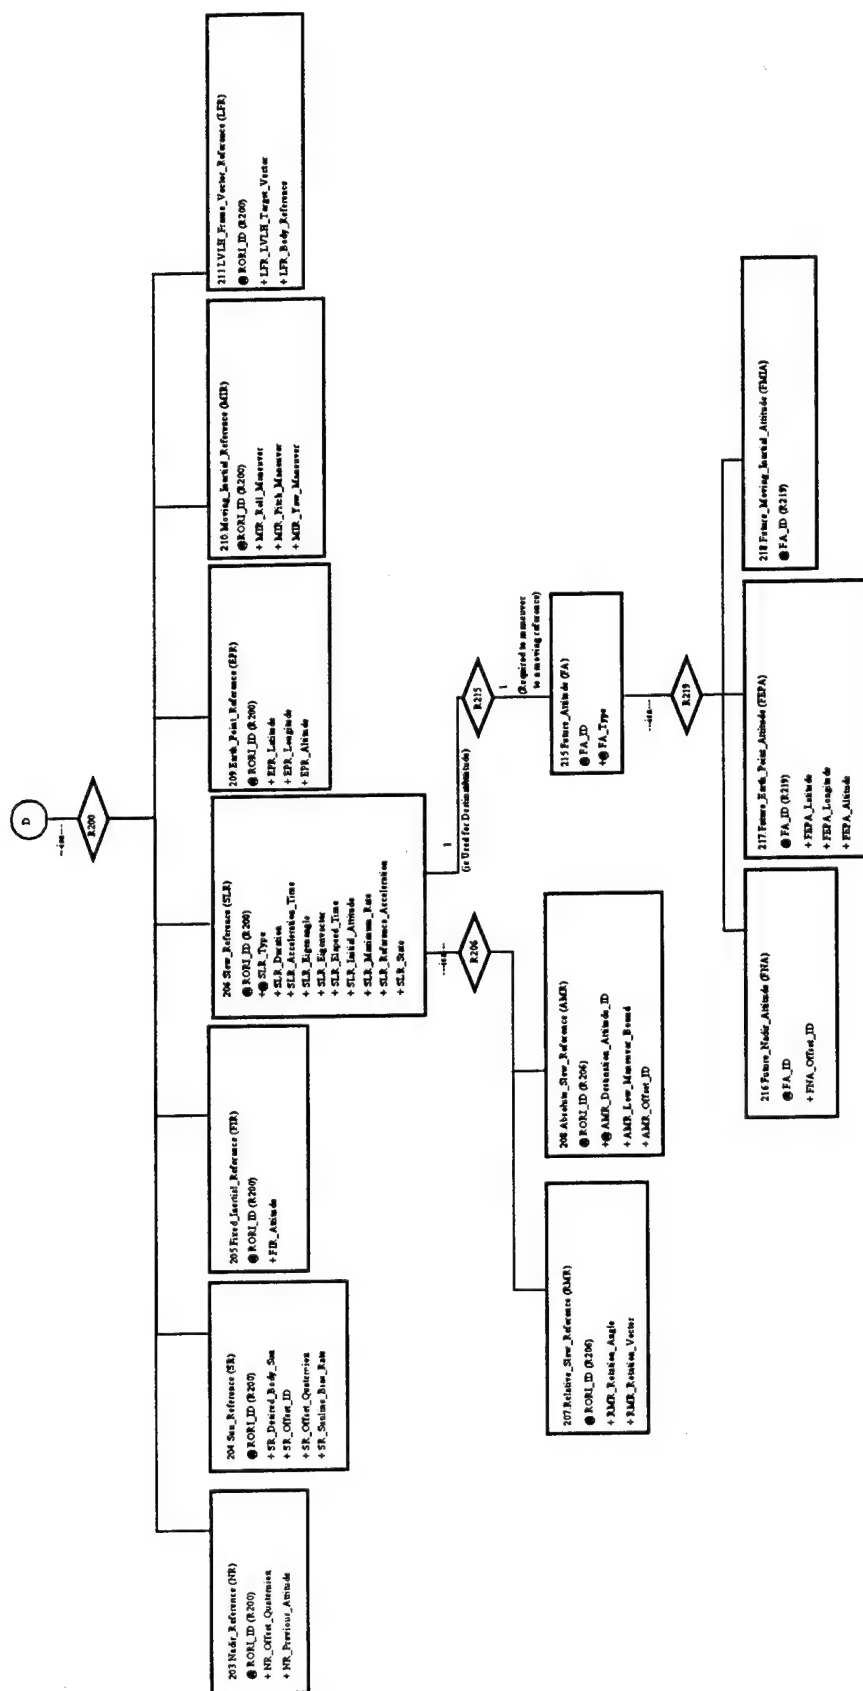 D
---isa---
R200
203 Nadir_Reference (NR)
@ RORI_ID (R200)
+ NR_Offset_Quaternion
+ NR_Previous_Attitude
204 Sun_Reference (SR)
@ RORI_ID (R200)
+ SR_Desired_Body_Sun
+ SR_Offset_ID
+ SR_Offset_Quaternion
+ SR_Sunline_Bias_Rate
205 Fixed_Inertial_Reference (FIR)
@ RORI_ID (R200)
+ FIR_Attitude
206 Slew_Reference (SLR)
@ RORI_ID (R200)
+@ SLR_Type
+ SLR_Duration
+ SLR_Acceleration_Time
+ SLR_Eigenangle
+ SLR_Eigenvector
+ SLR_Elapsed_Time
+ SLR_Initial_Attitude
+ SLR_Maximum_Rate
+ SLR_Reference_Acceleration
+ SLR_State
209 Earth_Point_Reference (EPR)
@ RORI_ID (R200)
+ EPR_Latitude
+ EPR_Longitude
+ EPR_Altitude
210 Moving_Inertial_Reference (MIR)
@RORI_ID (R200)
+ MIR_Roll_Maneuver
+ MIR_Pitch_Maneuver
+ MIR_Yaw_Maneuver
211 LVLH_Frame_Vector_Reference (LFR)
@ RORI_ID (R200)
+ LFR_LVLH_Target_Vector
+ LFR_Body_Reference
---isa---
R206
1
(is Used for DestinationAttitude)
R215
1
(Required to maneuver
to a moving reference)
207 Relative_Slew_Reference (RMR)
@ RORI_ID (R206)
+ RMR_Rotation_Angle
+ RMR_Rotation_Vector
208 Absolute_Slew_Reference (AMR)
@ RORI_ID (R206)
+@ AMR_Destination_Attitude_ID
+ AMR_Low_Maneuver_Bound
+ AMR_Offset_ID
215 Future_Attitude (FA)
@ FA_ID
+@ FA_Type
---isa---
R219
216 Future_Nadir_Attitude (FNA)
@ FA_ID
+ FNA_Offset_ID
217 Future_Earth_Point_Attitude (FEPA)
@ FA_ID (R219)
+ FEPA_Latitude
+ FEPA_Longitude
+ FEPA_Altitude
218 Future_Moving_Inertial_Attitude (FMIA)
@ FA_ID (R219)